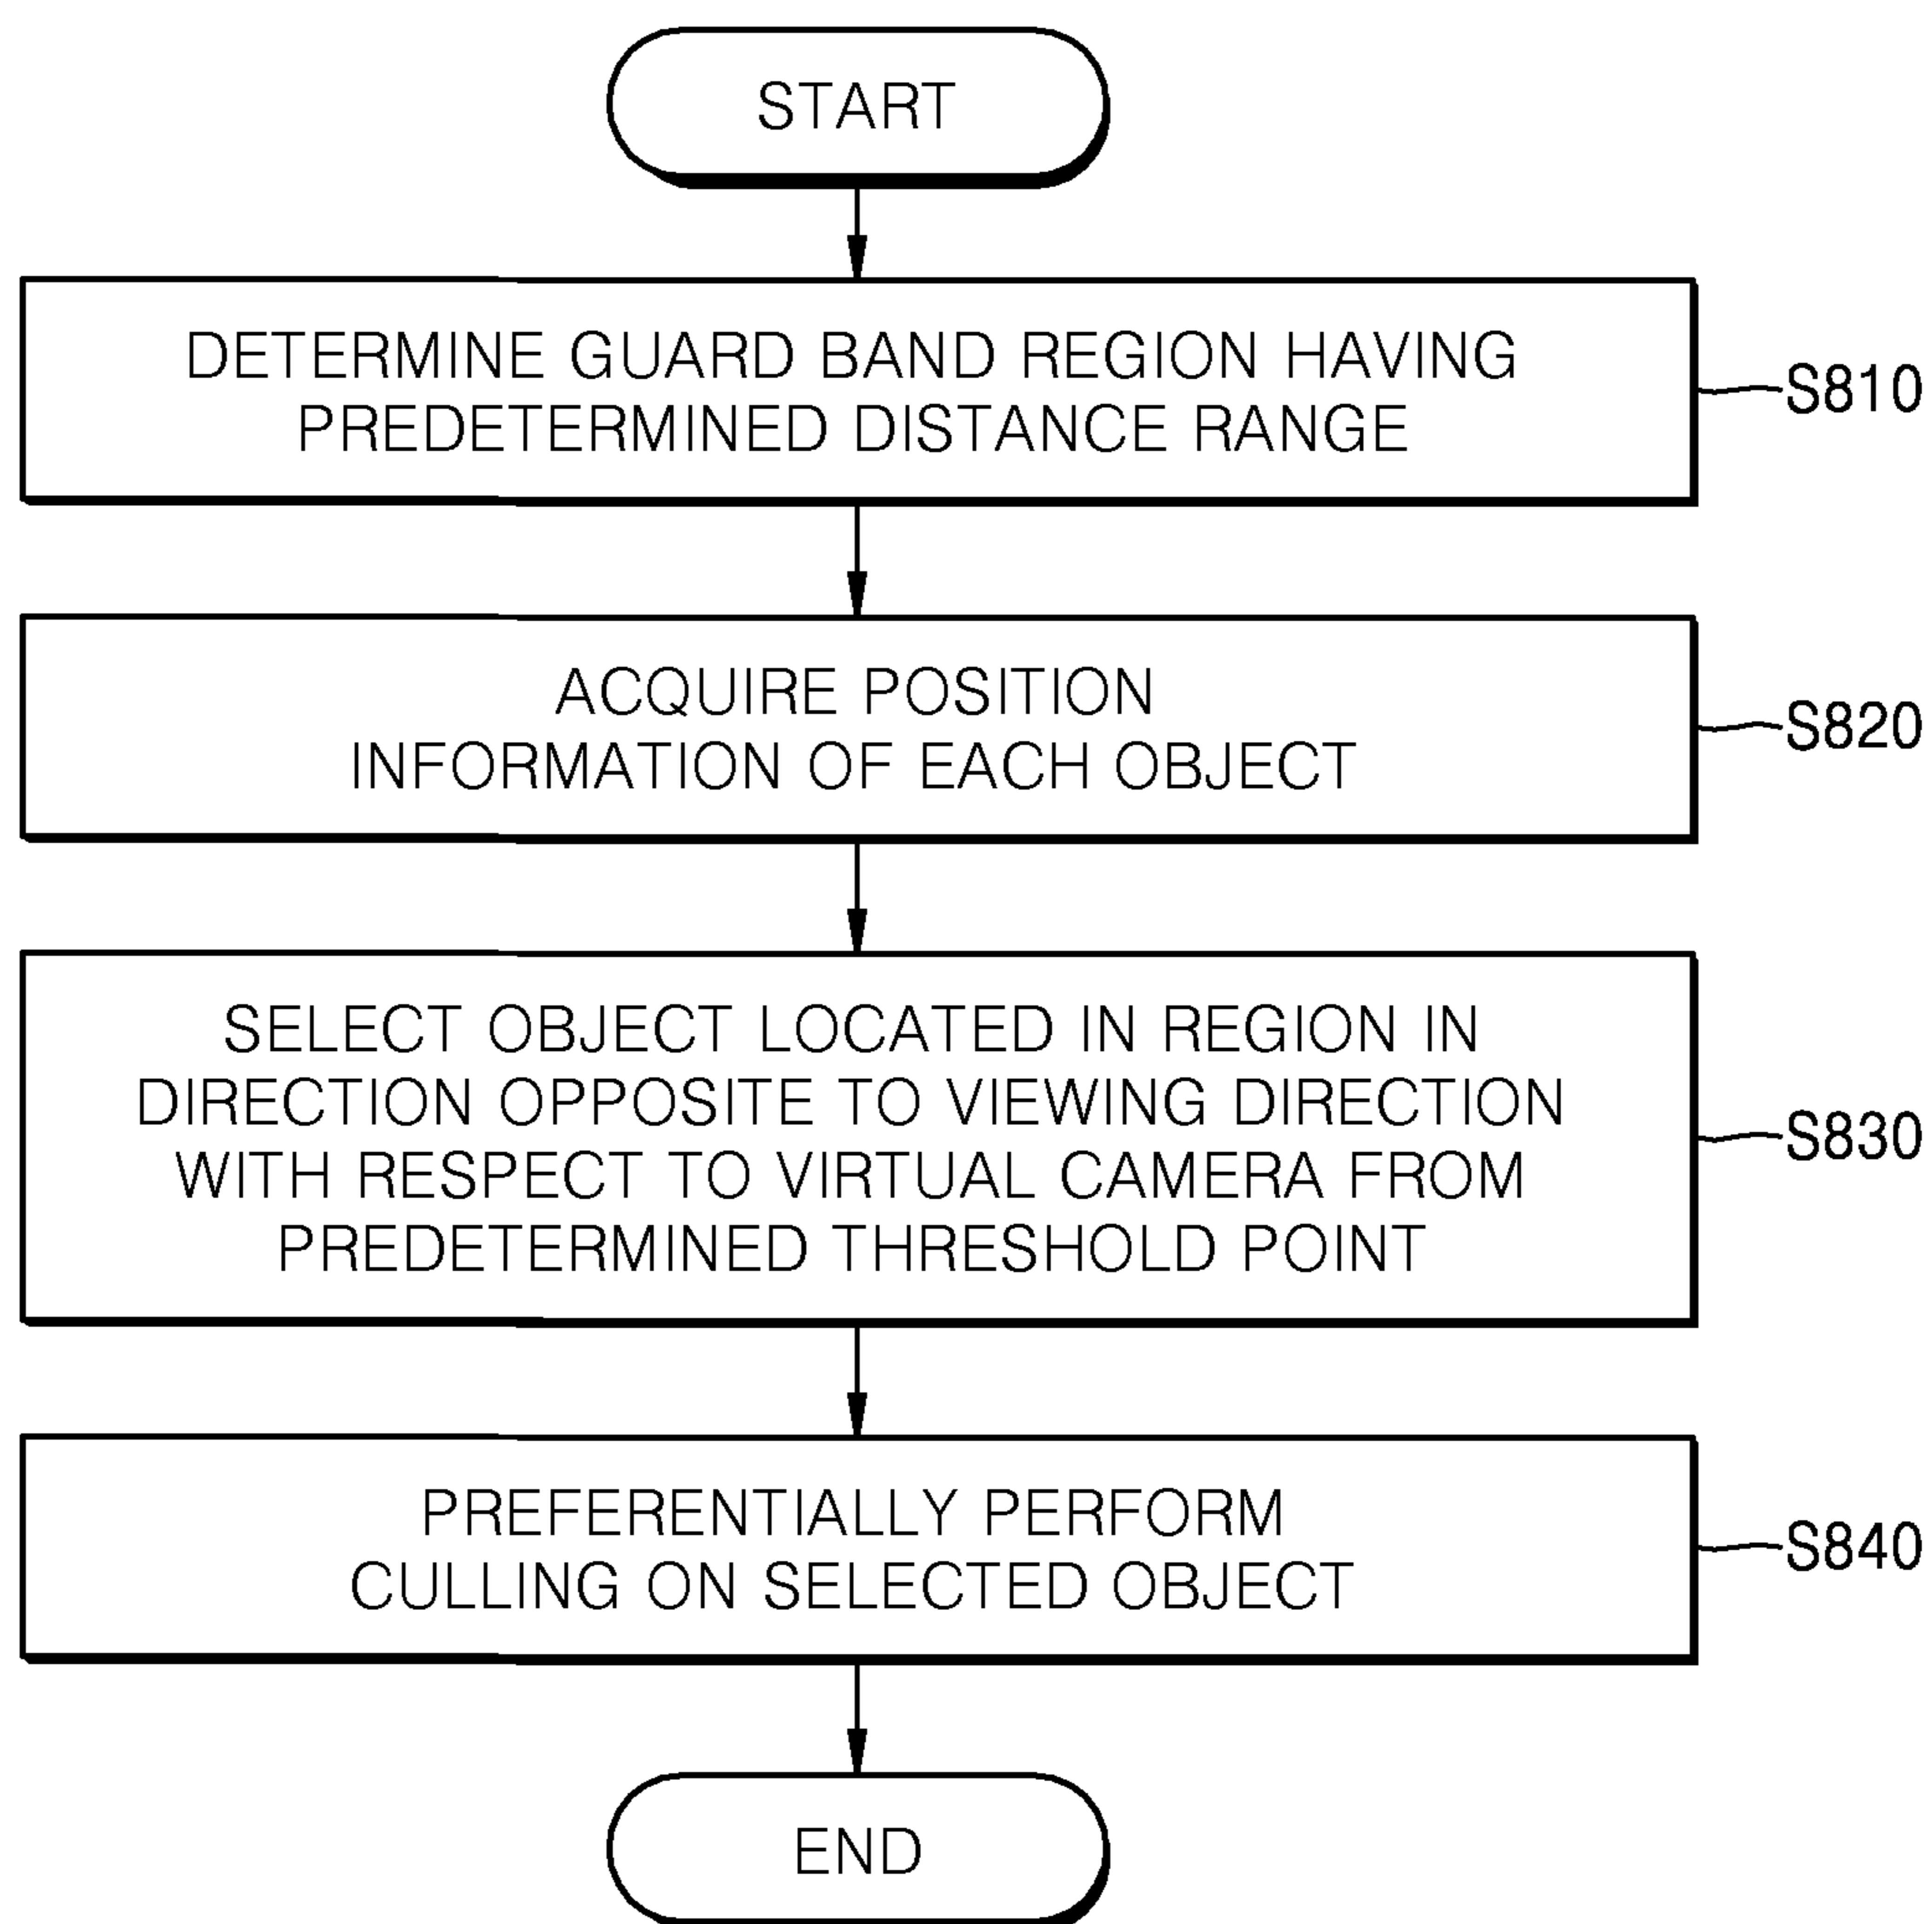 START
DETERMINE GUARD BAND REGION HAVING
PREDETERMINED DISTANCE RANGE
S810
ACQUIRE POSITION
INFORMATION OF EACH OBJECT
S820
SELECT OBJECT LOCATED IN REGION IN
DIRECTION OPPOSITE TO VIEWING DIRECTION
WITH RESPECT TO VIRTUAL CAMERA FROM
PREDETERMINED THRESHOLD POINT
S830
PREFERENTIALLY PERFORM
CULLING ON SELECTED OBJECT
S840
END